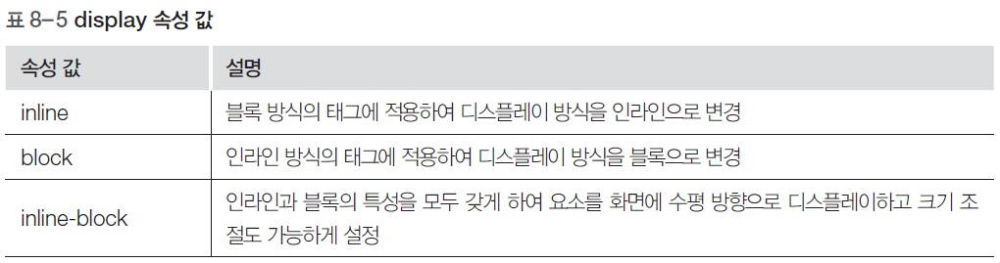 표 8-5 display 속성 값
속성 값 설명
inline 블록 방식의 태그에 적용하여 디스플레이 방식을 인라인으로 변경
block 인라인 방식의 태그에 적용하여 디스플레이 방식을 블록으로 변경
인라인과 블록의 특성을 모두 갖게 하여 요소를 화면에 수평 방향으로 디스플레이하고 크기 조
inline-block
절도 가능하게 설정